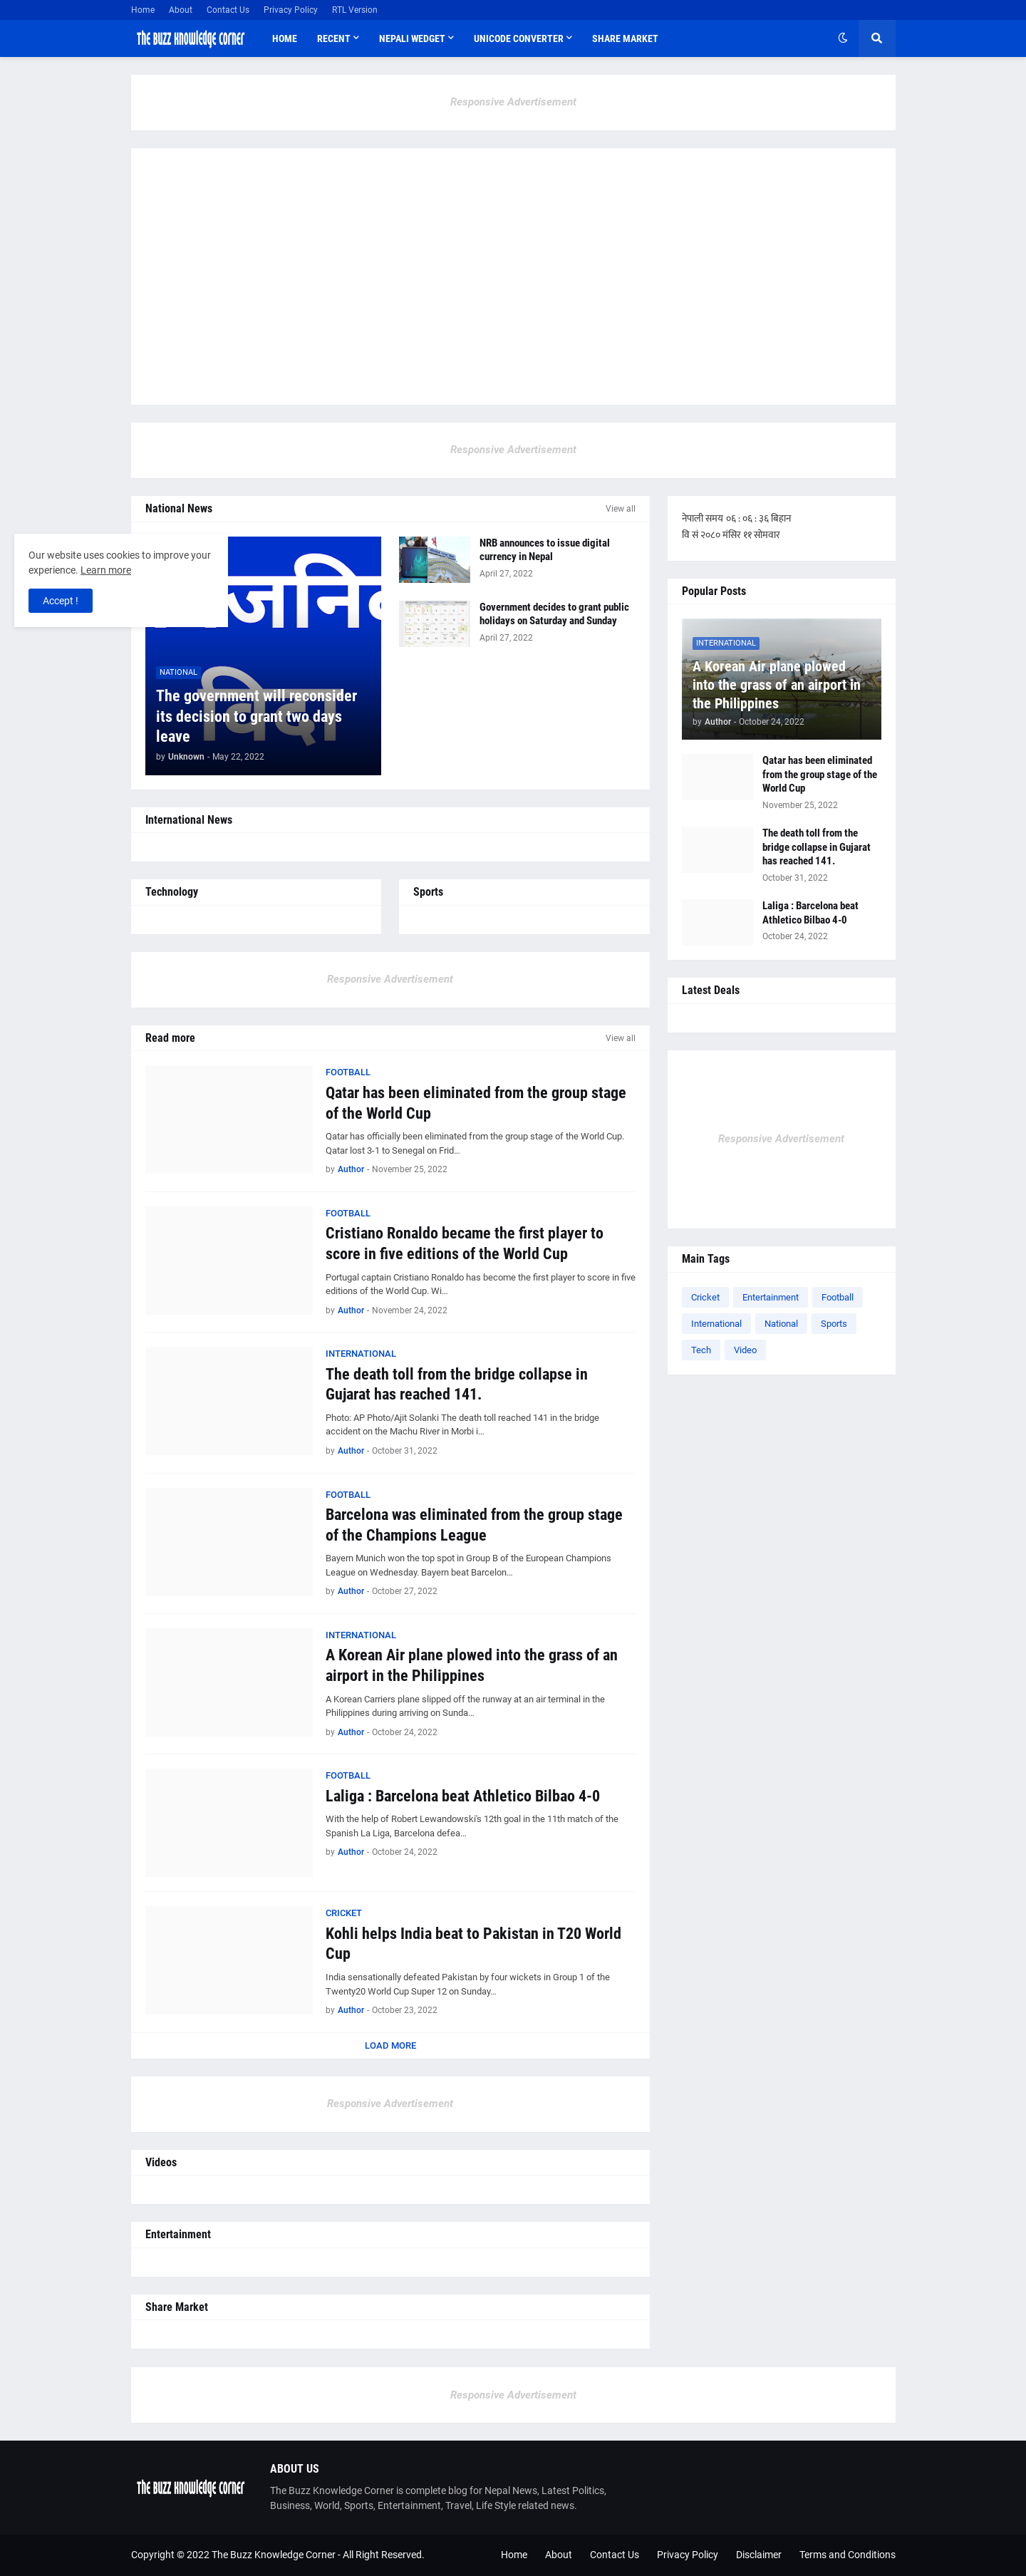 Home About Contact Us Privacy Policy RTL Version
The Buzz Knowledge Corner HOME RECENT NEPALI WEDGET UNICODE CONVERTER SHARE MARKET
Responsive Advertisement
Responsive Advertisement
National News View all
Our website uses cookies to improve your
experience. Learn more
Accept !
विदा
NATIONAL
The government will reconsider
its decision to grant two days
leave
by Unknown - May 22, 2022
NRB announces to issue digital
currency in Nepal
April 27, 2022
Government decides to grant public
holidays on Saturday and Sunday
April 27, 2022
International News
Technology
Sports
Responsive Advertisement
Read more View all
FOOTBALL
Qatar has been eliminated from the group stage
of the World Cup
Qatar has officially been eliminated from the group stage of the World Cup.
Qatar lost 3-1 to Senegal on Frid…
by Author - November 25, 2022
FOOTBALL
Cristiano Ronaldo became the first player to
score in five editions of the World Cup
Portugal captain Cristiano Ronaldo has become the first player to score in five
editions of the World Cup. Wi…
by Author - November 24, 2022
INTERNATIONAL
The death toll from the bridge collapse in
Gujarat has reached 141.
Photo: AP Photo/Ajit Solanki The death toll reached 141 in the bridge
accident on the Machu River in Morbi i…
by Author - October 31, 2022
FOOTBALL
Barcelona was eliminated from the group stage
of the Champions League
Bayern Munich won the top spot in Group B of the European Champions
League on Wednesday. Bayern beat Barcelon…
by Author - October 27, 2022
INTERNATIONAL
A Korean Air plane plowed into the grass of an
airport in the Philippines
A Korean Carriers plane slipped off the runway at an air terminal in the
Philippines during arriving on Sunda…
by Author - October 24, 2022
FOOTBALL
Laliga : Barcelona beat Athletico Bilbao 4-0
With the help of Robert Lewandowski's 12th goal in the 11th match of the
Spanish La Liga, Barcelona defea…
by Author - October 24, 2022
CRICKET
Kohli helps India beat to Pakistan in T20 World
Cup
India sensationally defeated Pakistan by four wickets in Group 1 of the
Twenty20 World Cup Super 12 on Sunday…
by Author - October 23, 2022
LOAD MORE
Responsive Advertisement
Videos
Entertainment
Share Market
नेपाली समय ०६ : ०६ : ३६ बिहान
वि सं २०८० मंसिर ११ सोमवार
Popular Posts
INTERNATIONAL
A Korean Air plane plowed
into the grass of an airport in
the Philippines
by Author - October 24, 2022
Qatar has been eliminated
from the group stage of the
World Cup
November 25, 2022
The death toll from the
bridge collapse in Gujarat
has reached 141.
October 31, 2022
Laliga : Barcelona beat
Athletico Bilbao 4-0
October 24, 2022
Latest Deals
Responsive Advertisement
Main Tags
Cricket Entertainment Football
International National Sports
Tech Video
Responsive Advertisement
The Buzz Knowledge Corner
ABOUT US
The Buzz Knowledge Corner is complete blog for Nepal News, Latest Politics,
Business, World, Sports, Entertainment, Travel, Life Style related news.
Copyright © 2022 The Buzz Knowledge Corner - All Right Reserved.
Home About Contact Us Privacy Policy Disclaimer Terms and Conditions